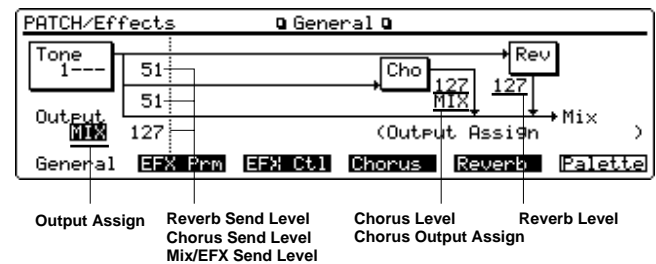 PATCH/Effects General
Tone
1---
Rev
51
Cho
127 127
MIX
51
Output
MIX
Mix
127
(Output Assign )
General EFX Prm EFX Ctl Chorus Reverb Palette
Output Assign
Reverb Send Level
Chorus Send Level
Mix/EFX Send Level
Chorus Level
Chorus Output Assign
Reverb Level